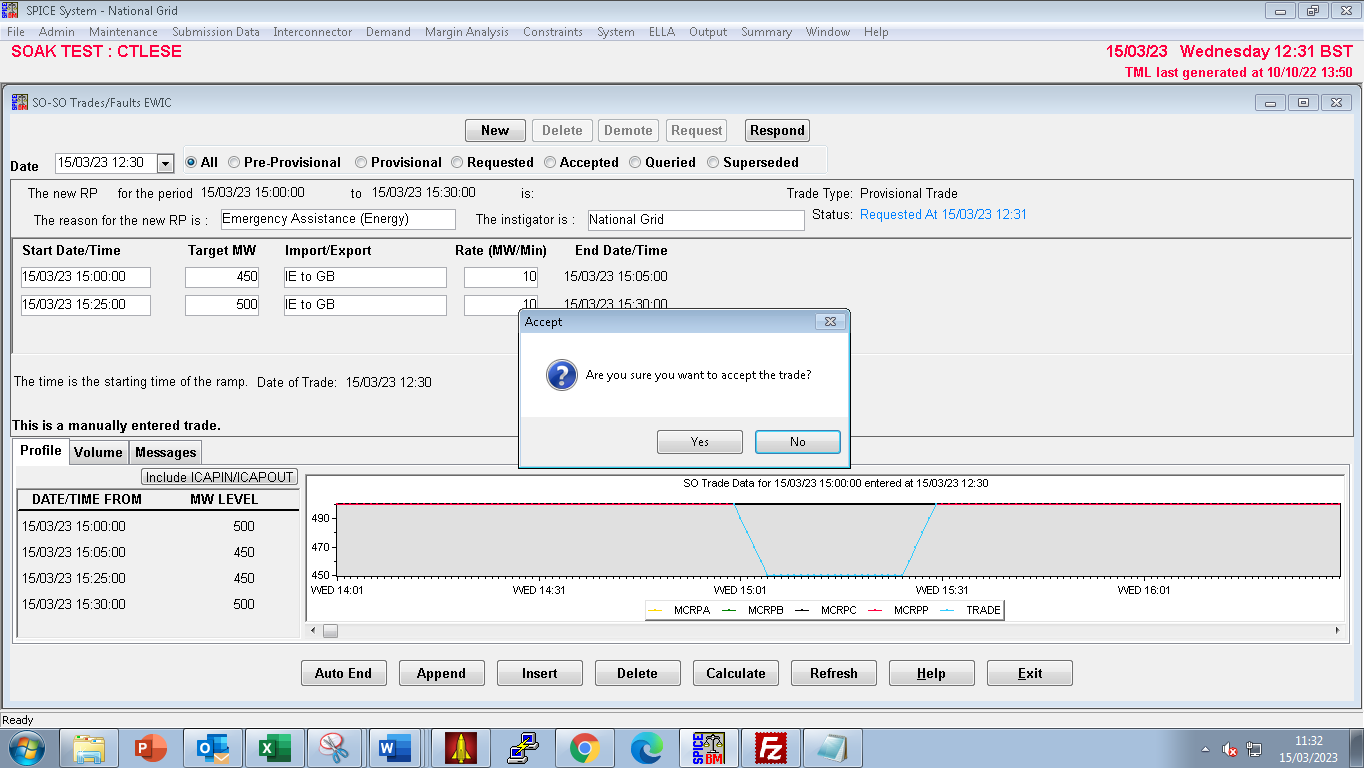 SPICE System - National Grid
File Admin Maintenance Submission Data Interconnector Demand Margin Analysis Constraints System ELLA Output Summary Window Help
SOAK TEST : CTLESE 15/03/23 Wednesday 12:31 BST
TML last generated at 10/10/22 13:50
SO-SO Trades/Faults EWIC
New Delete Demote Request Respond
Date 15/03/23 12:30 All Pre-Provisional Provisional Requested Accepted Queried Superseded
The new RP for the period 15/03/23 15:00:00 to 15/03/23 15:30:00 is: Trade Type: Provisional Trade
The reason for the new RP is : Emergency Assistance (Energy) The instigator is : National Grid Status: Requested At 15/03/23 12:31
Start Date/Time Target MW Import/Export Rate (MW/Min) End Date/Time
15/03/23 15:00:00 450 IE to GB 10 15/03/23 15:05:00
15/03/23 15:25:00 500 IE to GB 10 15/03/23 15:30:00
Accept
Are you sure you want to accept the trade?
Yes No
The time is the starting time of the ramp. Date of Trade: 15/03/23 12:30
This is a manually entered trade.
Profile Volume Messages
Include ICAPIN/ICAPOUT
DATE/TIME FROM MW LEVEL
15/03/23 15:00:00 500
15/03/23 15:05:00 450
15/03/23 15:25:00 450
15/03/23 15:30:00 500
SO Trade Data for 15/03/23 15:00:00 entered at 15/03/23 12:30
490
470
450
WED 14:01 WED 14:31 WED 15:01 WED 15:31 WED 16:01
MCRPA MCRPB MCRPC MCRPP TRADE
Auto End Append Insert Delete Calculate Refresh Help Exit
Ready
11:32
15/03/2023